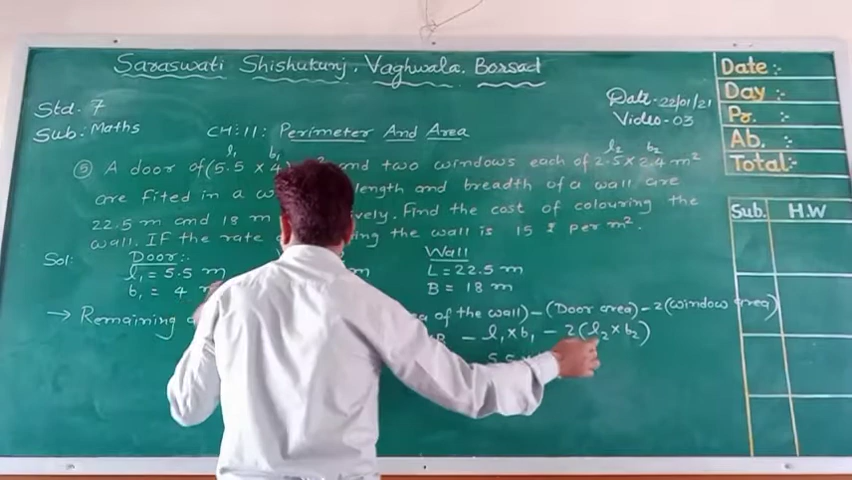 Saraswati Shishukunj, Vaghwala. Borsad
Std. 7
Sub: Maths
Date - 22/01/21
Video - 03
CH: 11: Perimeter And Area
l₁ b₁ l₂ b₂
⑤ A door of (5.5 × 4) and two windows each of 2.5 × 2.4 m²
are fited in a length and breadth of a wall are
22.5 m and 18 m Find the cost of colouring the
wall. IF the rate the wall is 15 ₹ per m².
Sol:
Door:
l₁ = 5.5 m
b₁ = 4
m
Wall
L = 22.5 m
B = 18 m
→ Remaining of the wall) - (Door area) - 2(window area)
- l₁ × b₁ - 2(l₂ × b₂)
5.5 ×
Date:-
Day :-
Pr. :-
Ab. :-
Total:-
Sub. H.W